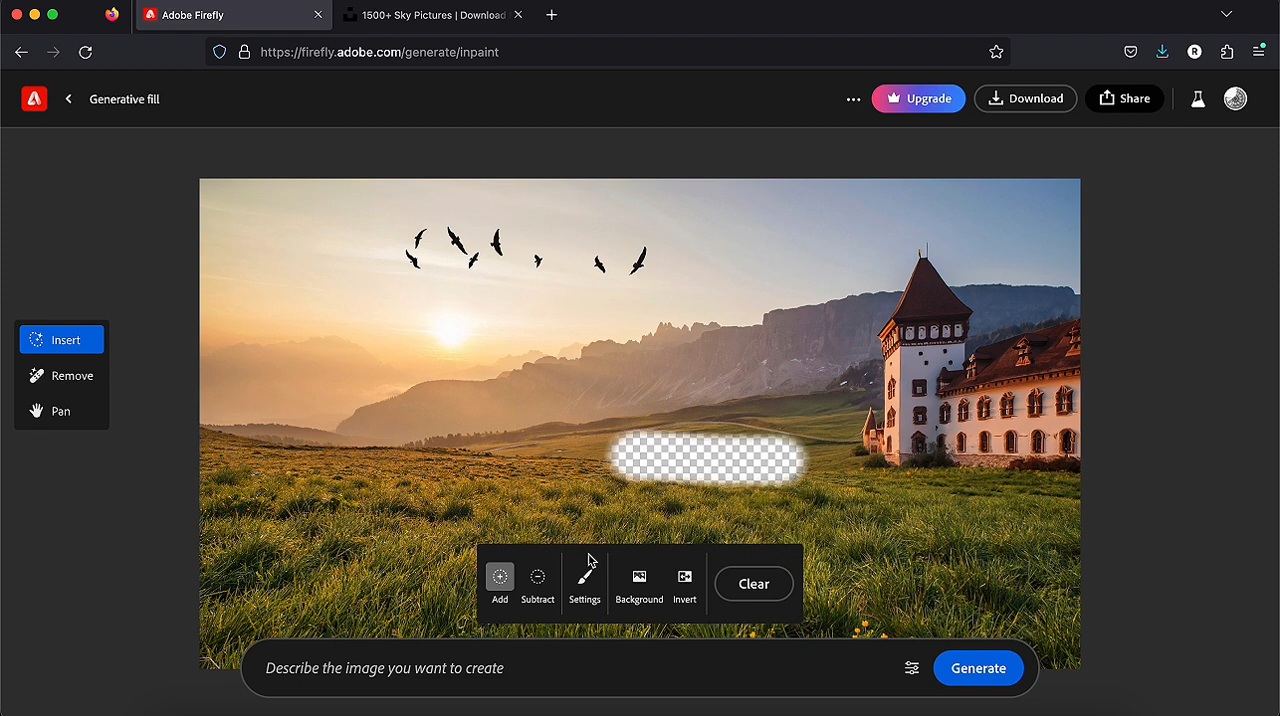 Adobe Firefly
1500+ Sky Pictures | Download
https://firefly.adobe.com/generate/inpaint
R
Generative fill
Upgrade
Download
Share
Insert
Remove
Pan
Add
Subtract
Settings
Background
Invert
Clear
Describe the image you want to create
Generate